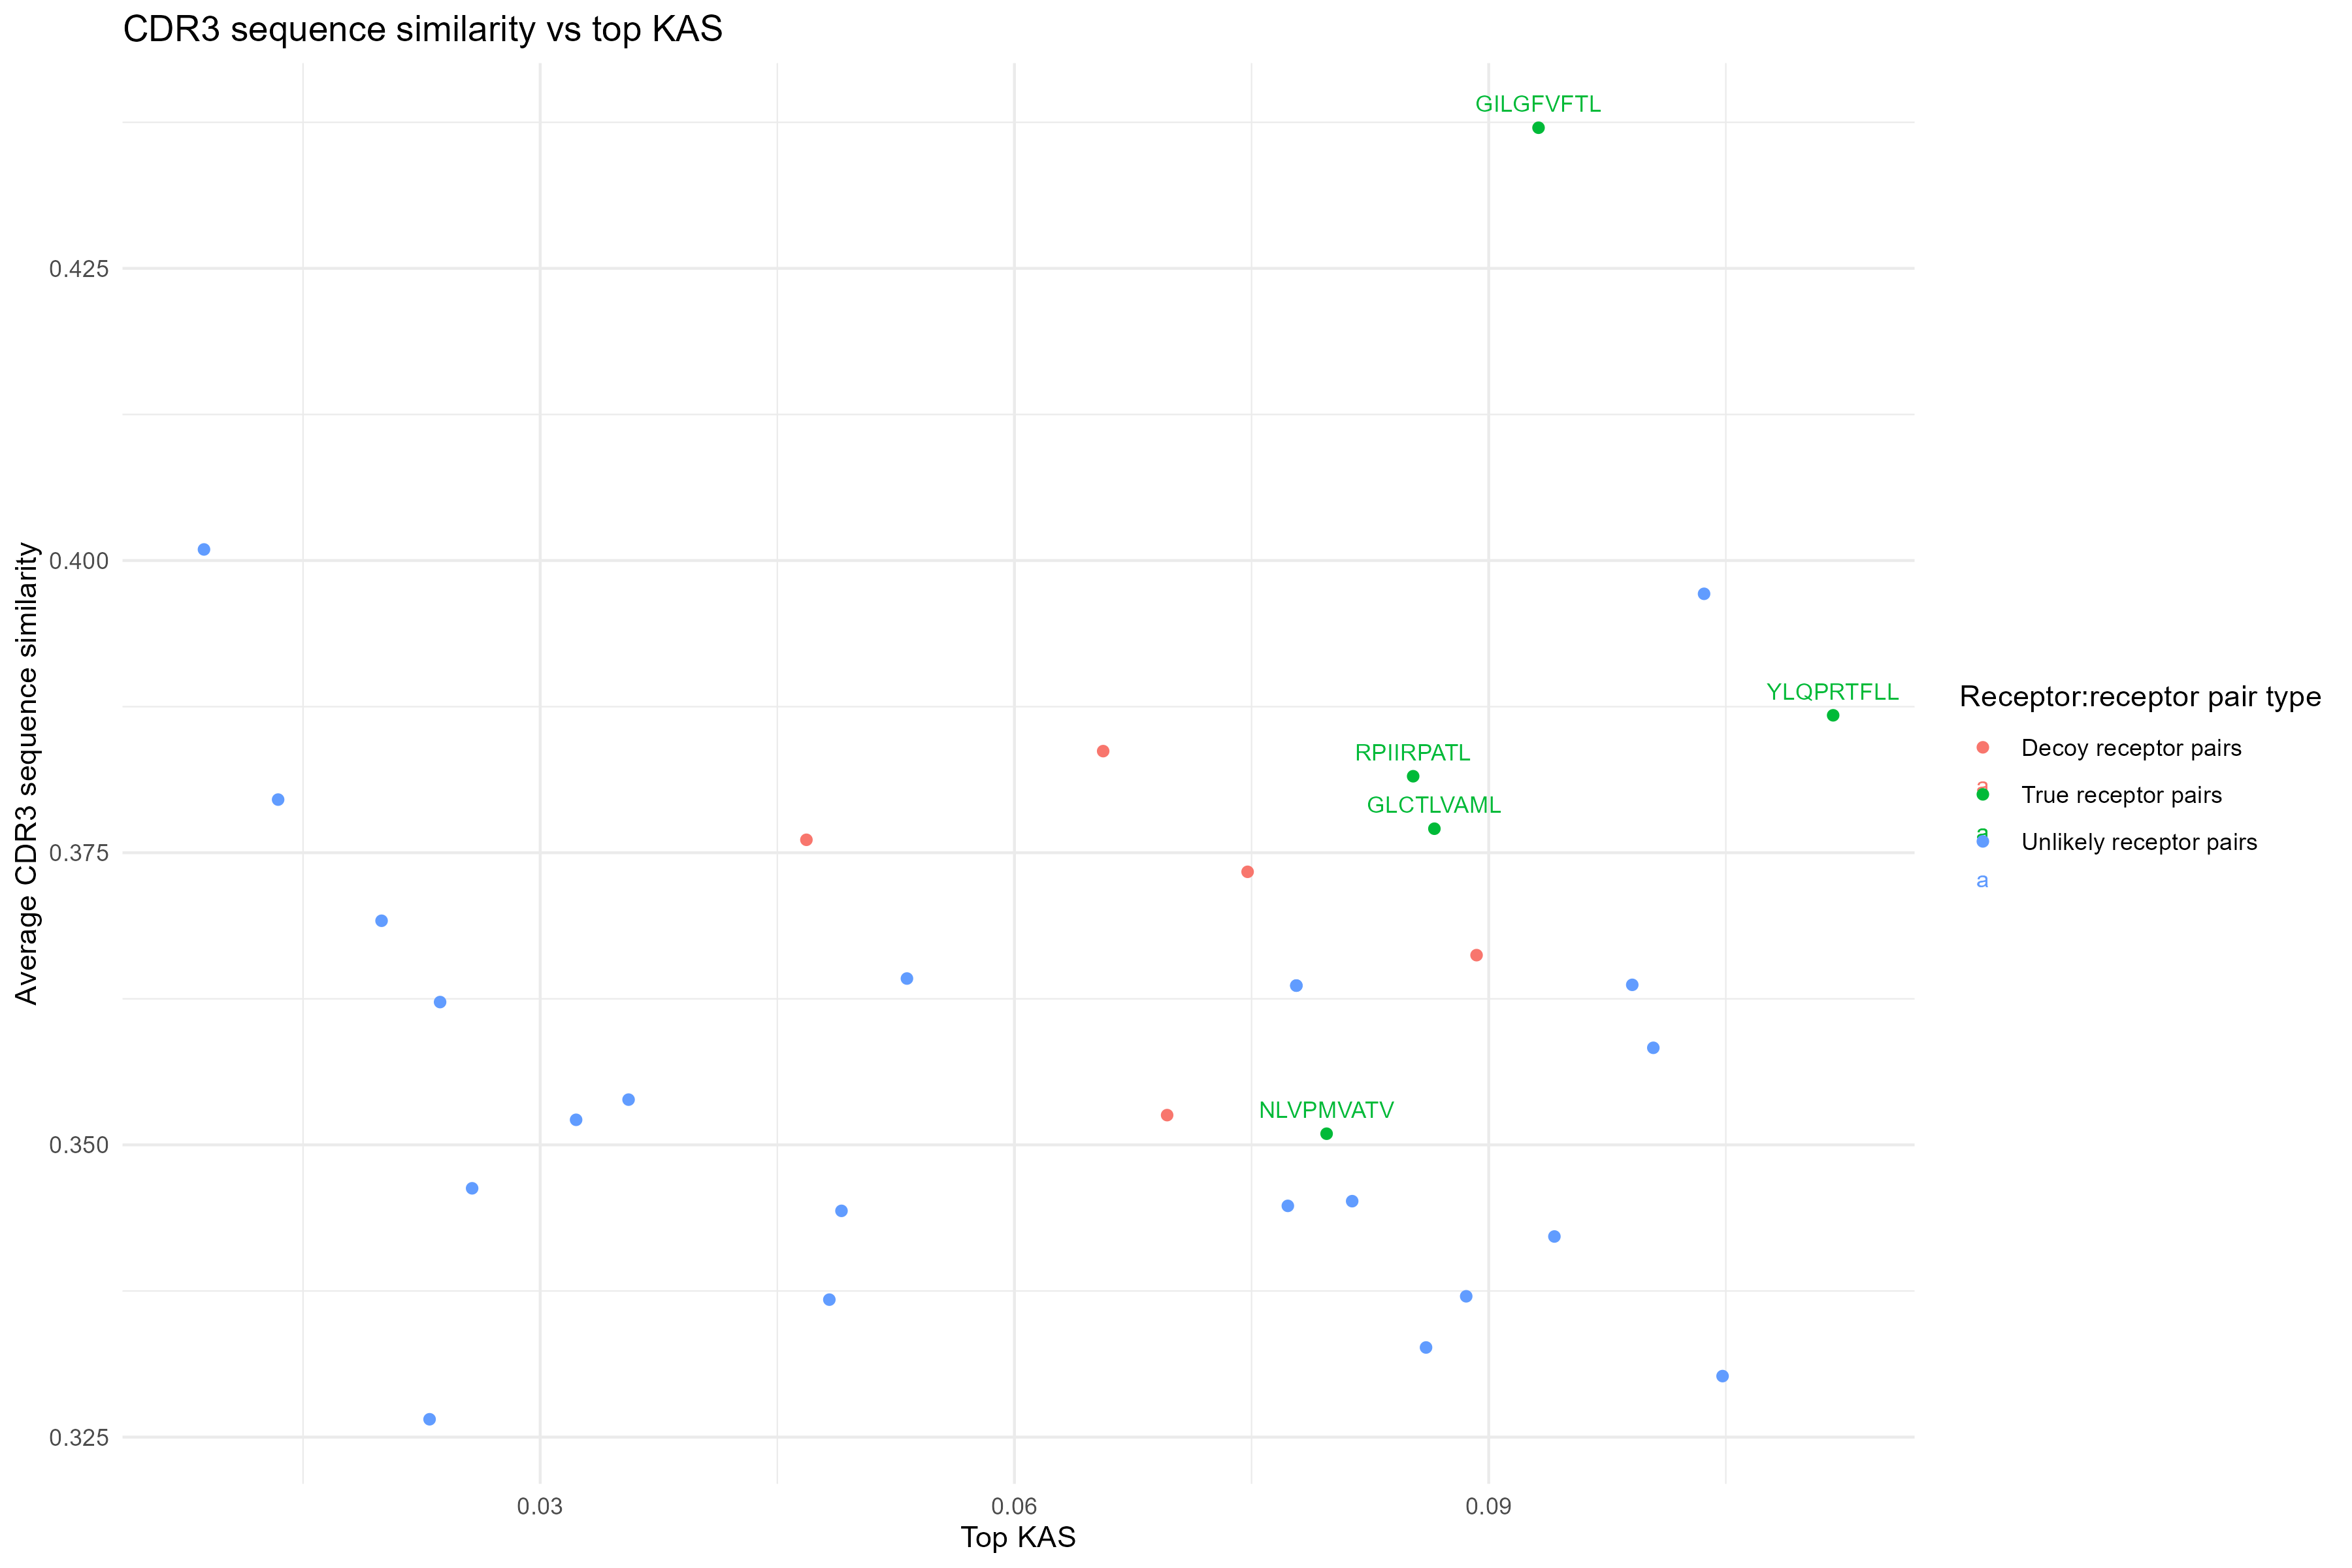 CDR3 sequence similarity vs top KAS
GILGFVFTL
0.425
0.400
YLQPRTFLL
RPIIRPATL
GLCTLVAML
0.375
NLVPMVATV
0.350
0.325
Average CDR3 sequence similarity
0.03
0.06
0.09
Top KAS
Receptor:receptor pair type
Decoy receptor pairs
a
True receptor pairs
a
Unlikely receptor pairs
a